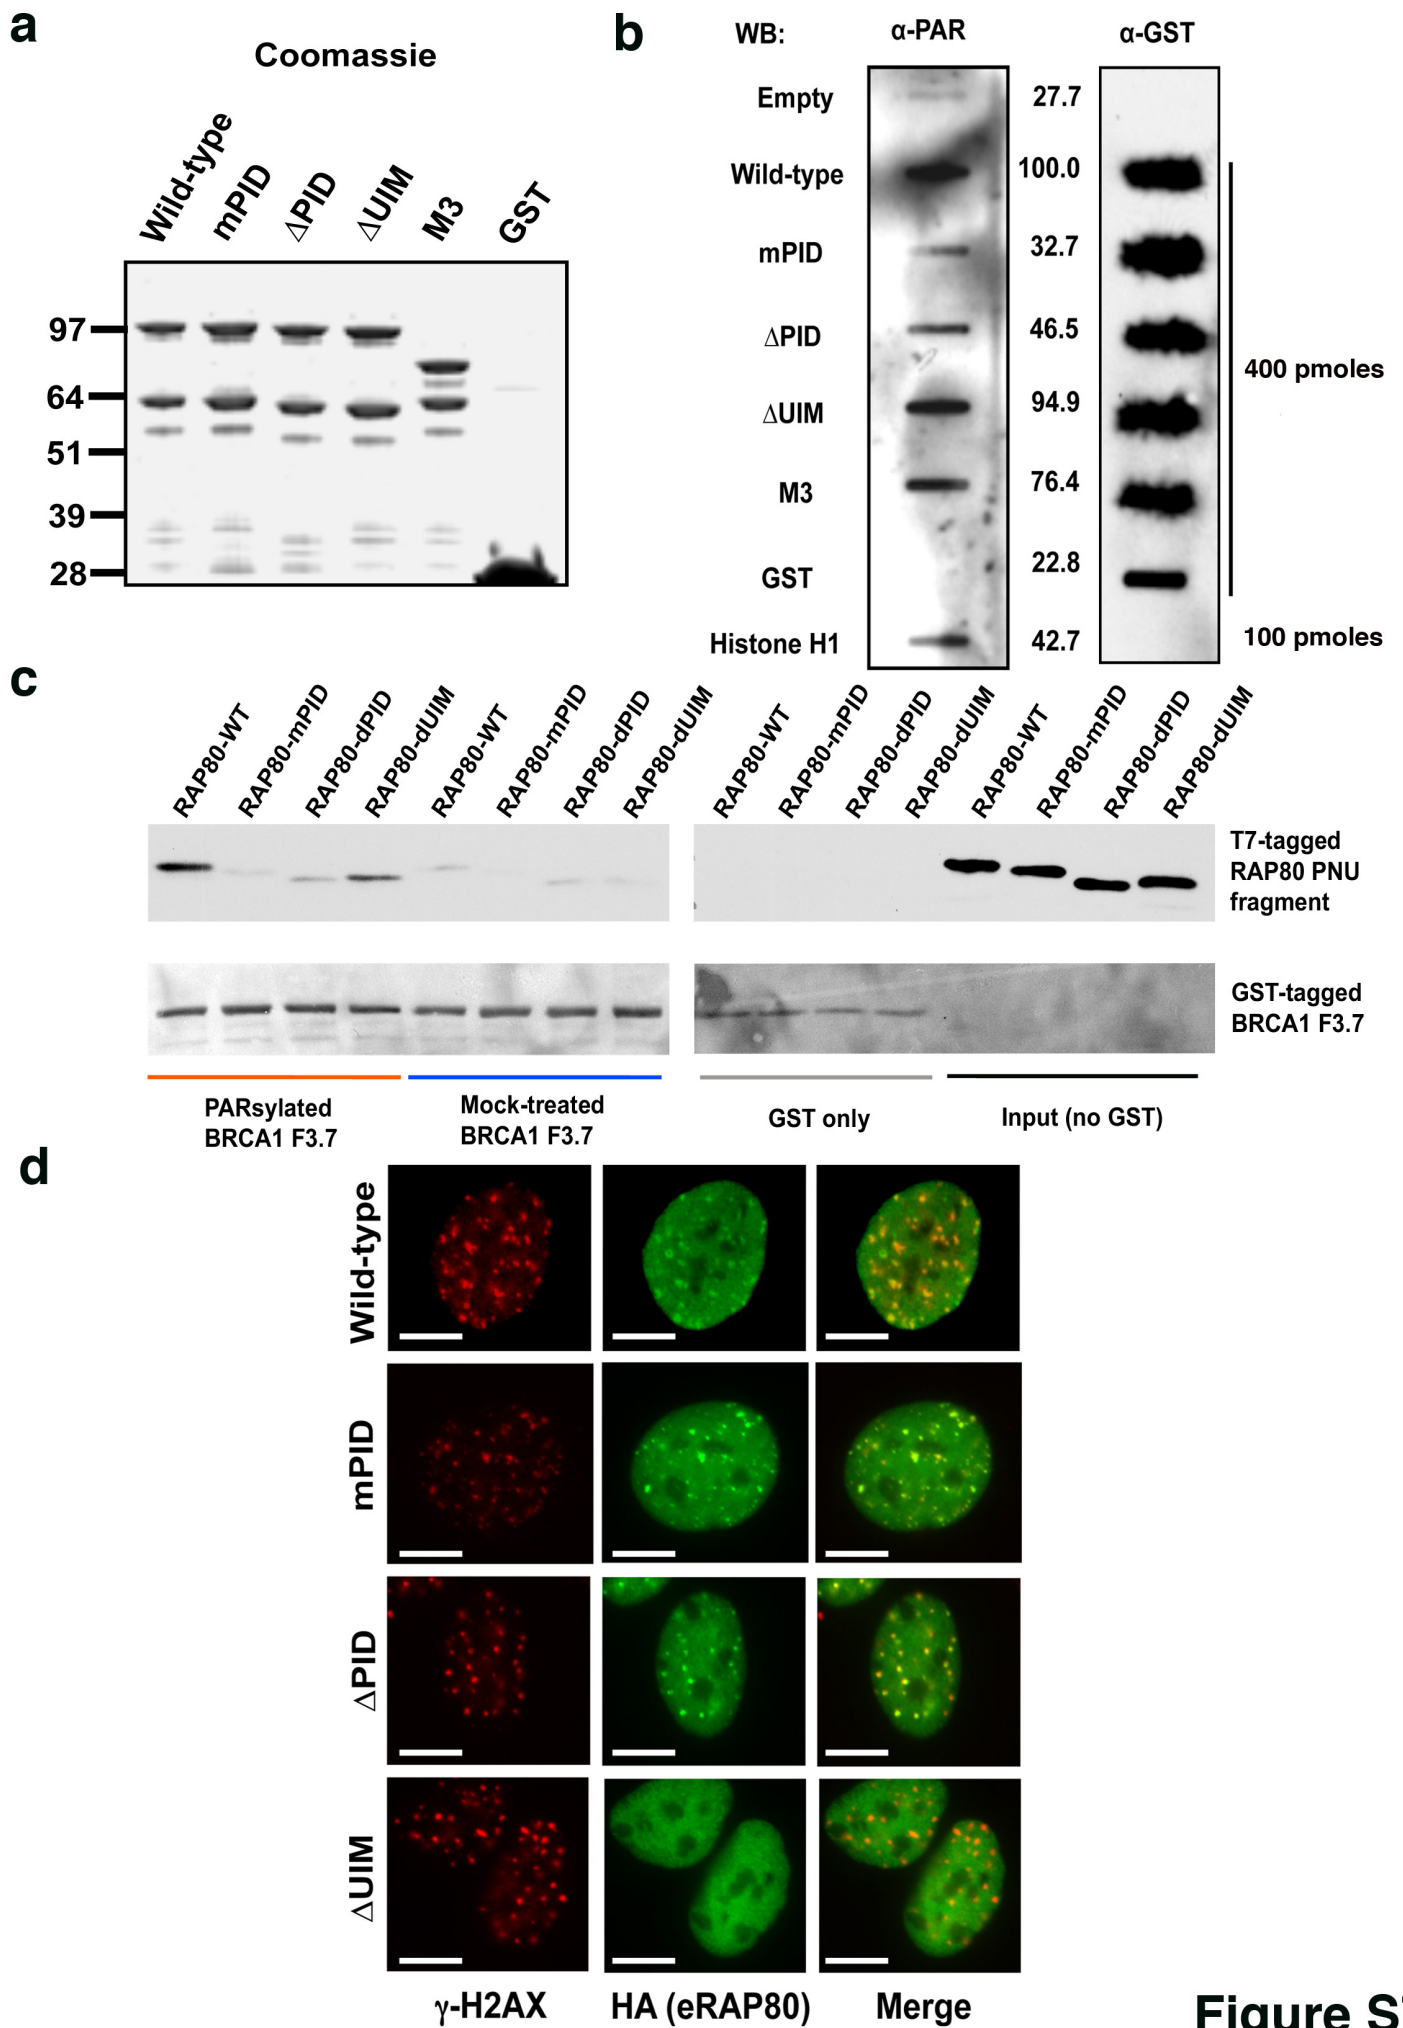 a
Coomassie
Wild-type
mPID
ΔPID
ΔUIM
M3
GST
97
64
51
39
28
b
WB:
α-PAR
α-GST
Empty
27.7
Wild-type
100.0
mPID
32.7
ΔPID
46.5
400 pmoles
ΔUIM
94.9
M3
76.4
GST
22.8
Histone H1
42.7
100 pmoles
c
RAP80-WT
RAP80-mPID
RAP80-dPID
RAP80-dUIM
RAP80-WT
RAP80-mPID
RAP80-dPID
RAP80-dUIM
RAP80-WT
RAP80-mPID
RAP80-dPID
RAP80-dUIM
RAP80-WT
RAP80-mPID
RAP80-dPID
RAP80-dUIM
T7-tagged
RAP80 PNU
fragment
GST-tagged
BRCA1 F3.7
PARsylated
BRCA1 F3.7
Mock-treated
BRCA1 F3.7
GST only
Input (no GST)
d
Wild-type
mPID
ΔPID
ΔUIM
γ-H2AX
HA (eRAP80)
Merge
Figure S